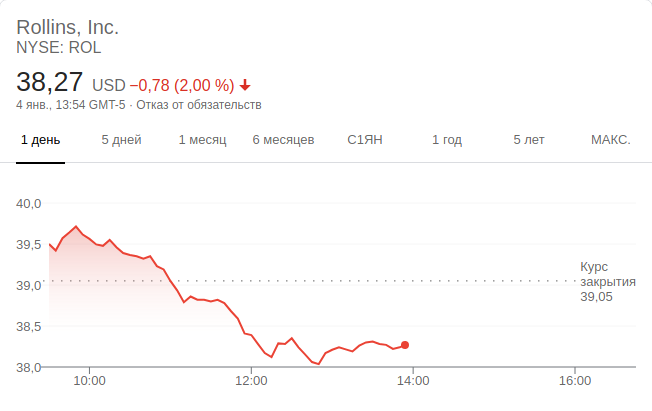 Rollins, Inc.
NYSE: ROL
38,27 USD −0,78 (2,00 %)
4 янв., 13:54 GMT-5 · Отказ от обязательств
1 день 5 дней 1 месяц 6 месяцев С1ЯН 1 год 5 лет МАКС.
40,0
39,5
39,0
38,5
38,0
Курс
закрытия
39,05
10:00 12:00 14:00 16:00